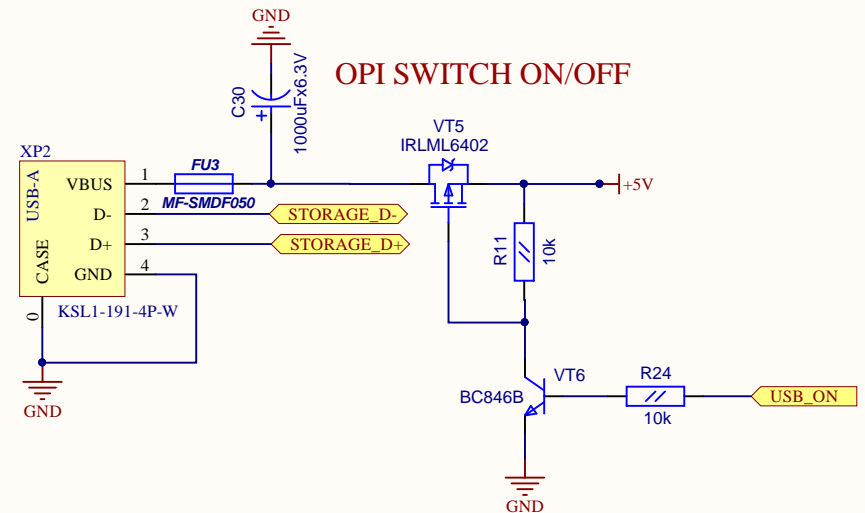 GND
OPI SWITCH ON/OFF
C30
1000uFx6.3V
+
VT5
IRLML6402
XP2
USB-A
CASE
VBUS
D-
D+
GND
1
2
3
4
0
FU3
MF-SMDF050
STORAGE_D-
STORAGE_D+
KSL1-191-4P-W
GND
+5V
R11
10k
VT6
BC846B
R24
10k
USB_ON
GND